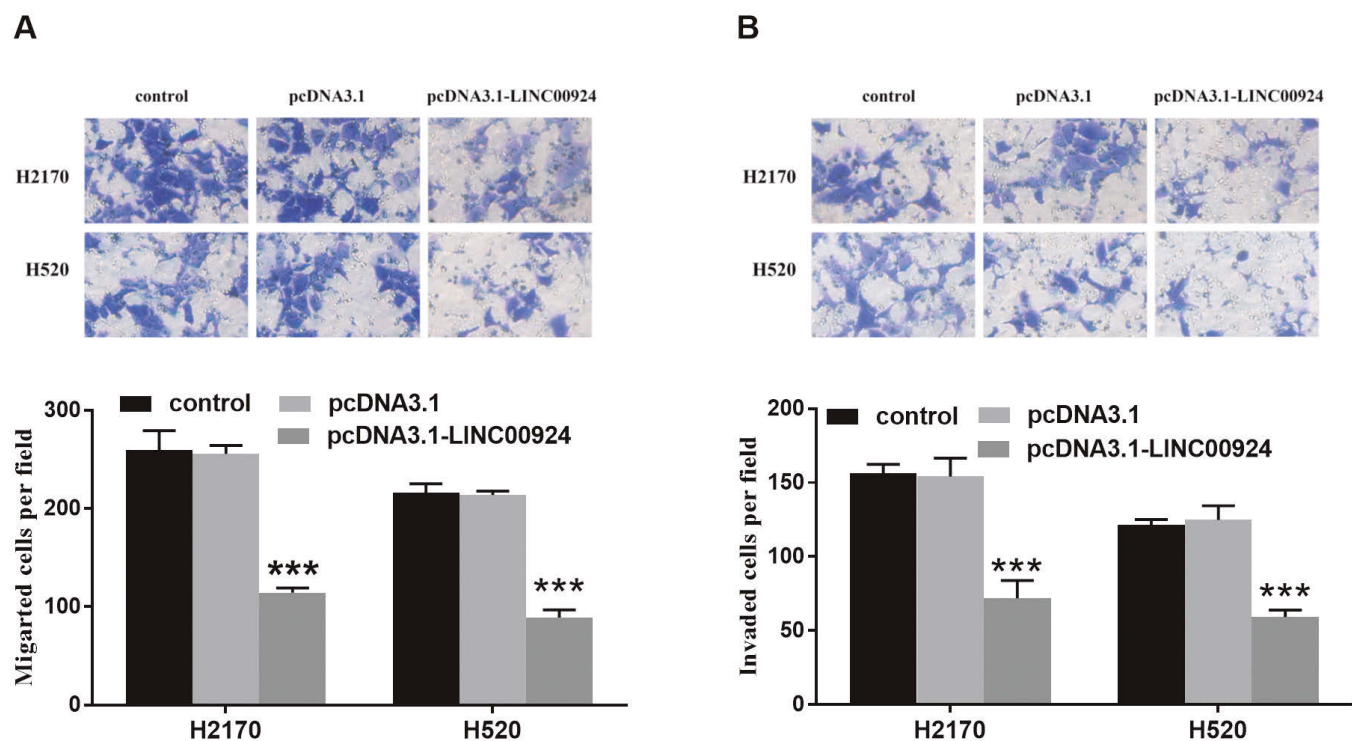 A
B
control pcDNA3.1 pcDNA3.1-LINC00924
H2170
H520
control pcDNA3.1 pcDNA3.1-LINC00924
H2170
H520
control
pcDNA3.1
pcDNA3.1-LINC00924
Migarted cells per field
300
200
100
0
***
***
H2170 H520
control
pcDNA3.1
pcDNA3.1-LINC00924
Invaded cells per field
200
150
100
50
0
***
***
H2170 H520